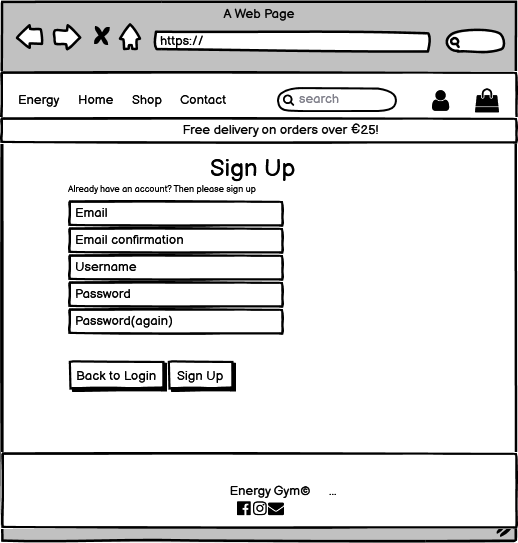 A Web Page
https://
Energy Home Shop Contact search
Free delivery on orders over €25!
Sign Up
Already have an account? Then please sign up
Email
Email confirmation
Username
Password
Password(again)
Back to Login Sign Up
Energy Gym© ...